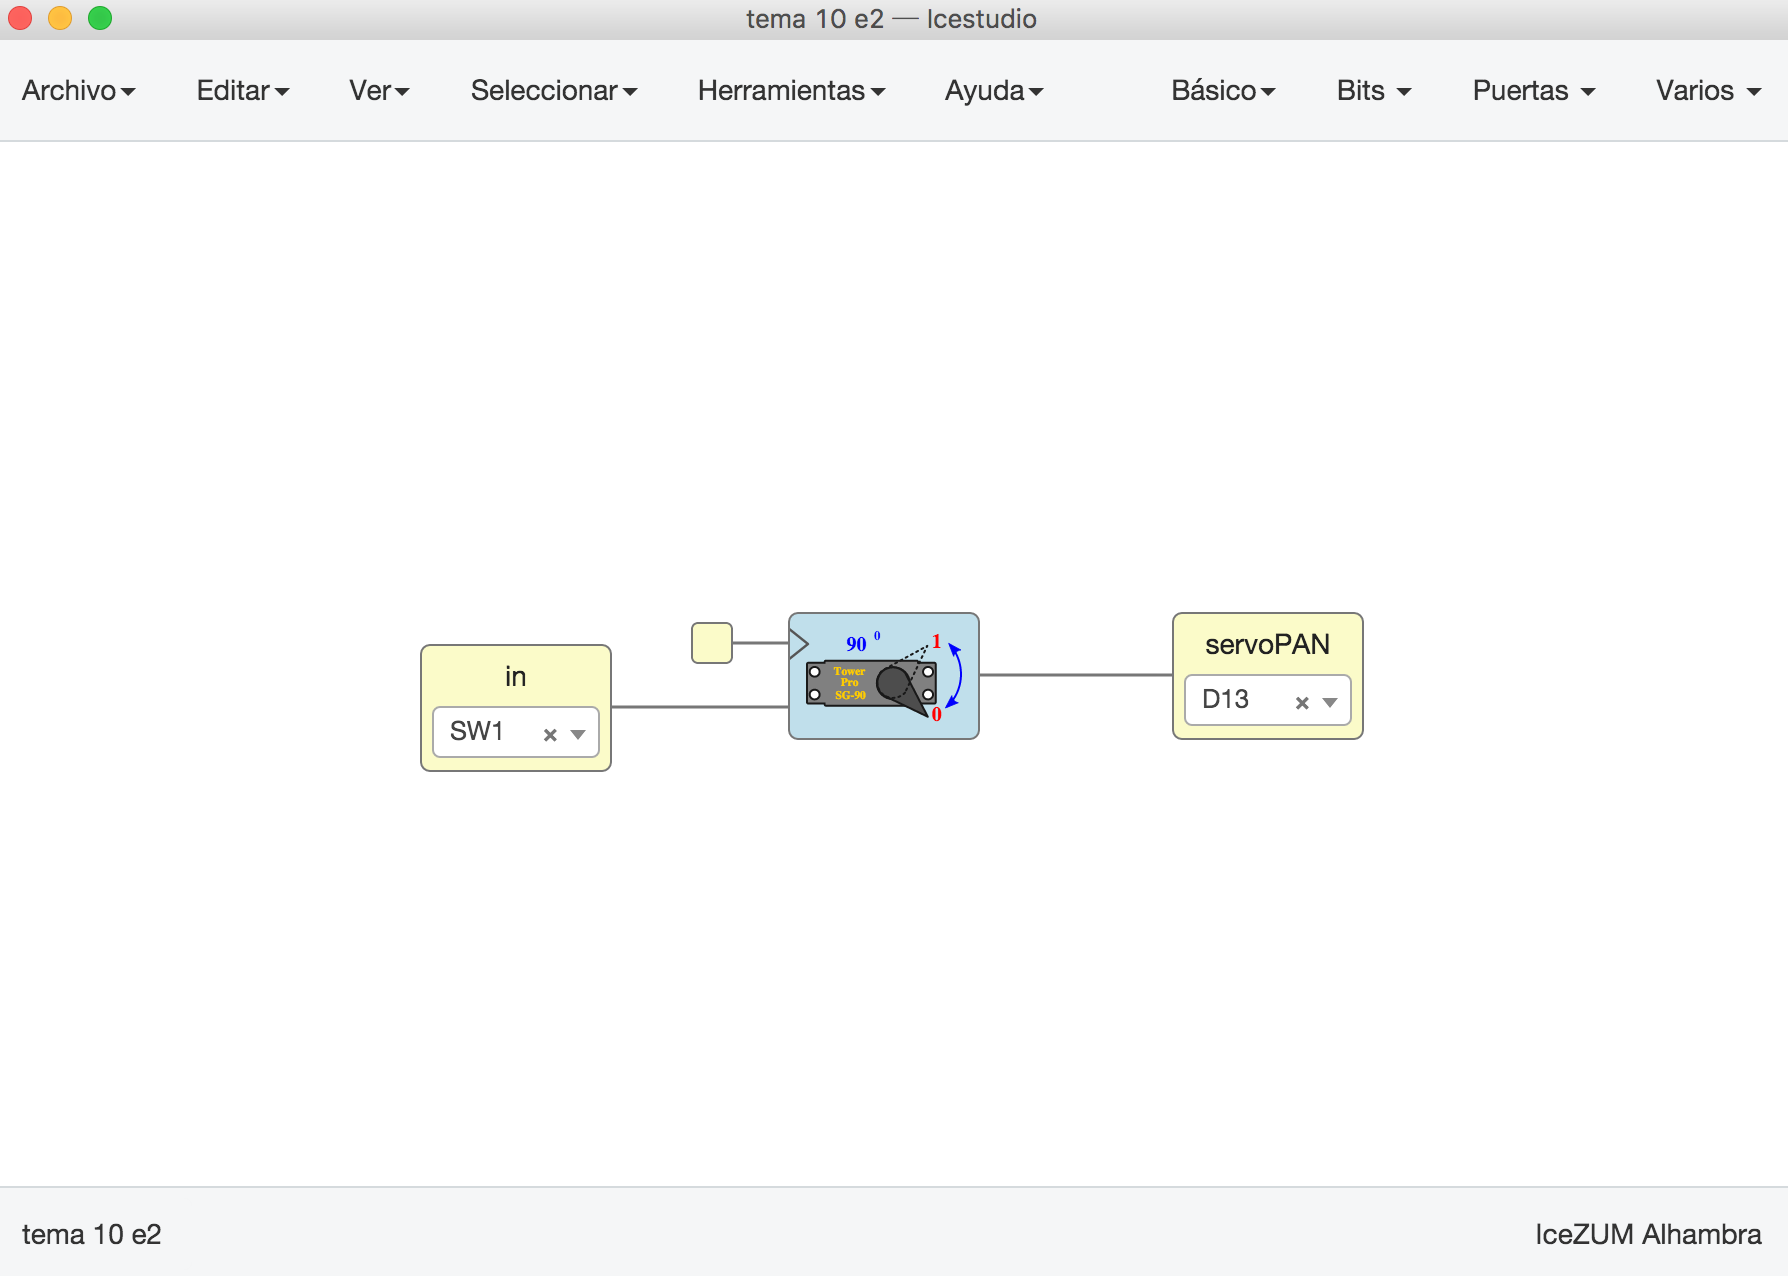 tema 10 e2 — Icestudio
Archivo Editar Ver Seleccionar Herramientas Ayuda Básico Bits Puertas Varios
in
SW1
90 0
1
Tower
Pro
SG-90
0
servoPAN
D13
tema 10 e2
IceZUM Alhambra